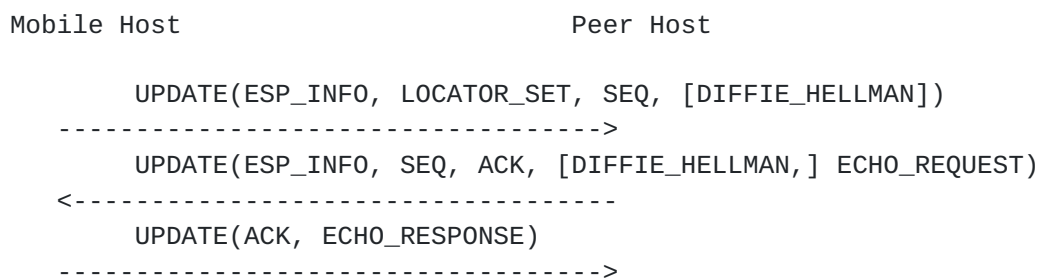 Mobile Host                         Peer Host
UPDATE(ESP_INFO, LOCATOR_SET, SEQ, [DIFFIE_HELLMAN])
----------------------------------->
UPDATE(ESP_INFO, SEQ, ACK, [DIFFIE_HELLMAN,] ECHO_REQUEST)
<-----------------------------------
UPDATE(ACK, ECHO_RESPONSE)
----------------------------------->